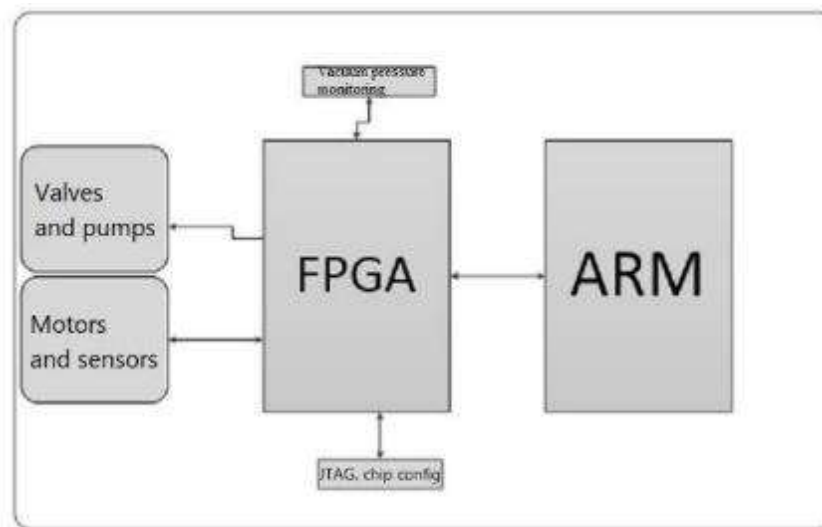 Vacuum pressure
monitoring
Valves
and pumps
Motors
and sensors
FPGA
ARM
JTAG, chip config